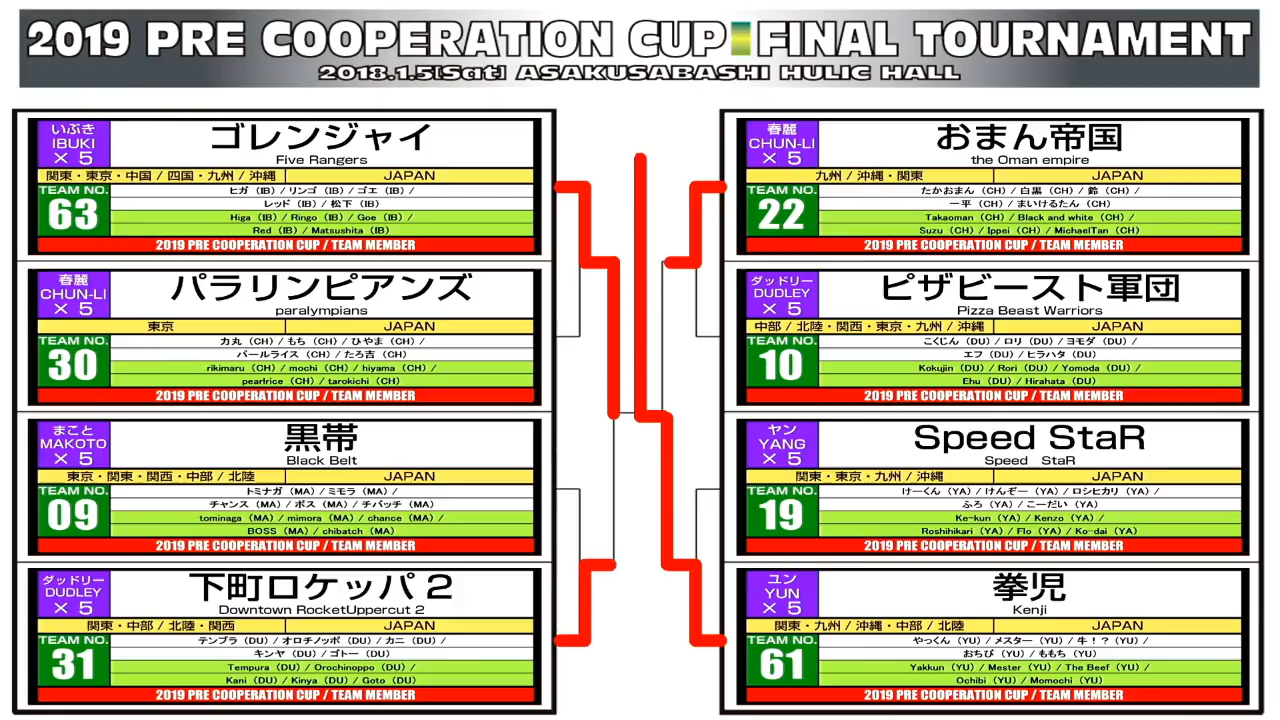 2019 PRE COOPERATION CUP FINAL TOURNAMENT
2018.1.5[Sat] ASAKUSABASHI HULIC HALL
いぶき
IBUKI
× 5
ゴレンジャイ
Five Rangers
関東・東京・中国 / 四国・九州 / 沖縄
JAPAN
TEAM NO.
63
ヒガ（IB）/ リンゴ（IB）/ ゴエ（IB）/
レッド（IB）/ 松下（IB）
Higa（IB）/ Ringo（IB）/ Goe（IB）/
Red（IB）/ Matsushita（IB）
2019 PRE COOPERATION CUP / TEAM MEMBER
春麗
CHUN-LI
× 5
パラリンピアンズ
paralympians
東京
JAPAN
TEAM NO.
30
力丸（CH）/ もち（CH）/ ひやま（CH）/
パールライス（CH）/ たろ吉（CH）
rikimaru（CH）/ mochi（CH）/ hiyama（CH）/
pearlrice（CH）/ tarokichi（CH）
2019 PRE COOPERATION CUP / TEAM MEMBER
まこと
MAKOTO
× 5
黒帯
Black Belt
東京・関東・関西・中部 / 北陸
JAPAN
TEAM NO.
09
トミナガ（MA）/ ミモラ（MA）/
チャンス（MA）/ ボス（MA）/ チバッチ（MA）
tominaga（MA）/ mimora（MA）/ chance（MA）/
BOSS（MA）/ chibatch（MA）
2019 PRE COOPERATION CUP / TEAM MEMBER
ダッドリー
DUDLEY
× 5
下町ロケッパ 2
Downtown RocketUppercut 2
関東・中部 / 北陸・関西
JAPAN
TEAM NO.
31
テンプラ（DU）/ オロチノッポ（DU）/ カニ（DU）/
キンヤ（DU）/ ゴトー（DU）
Tempura（DU）/ Orochinoppo（DU）/
Kani（DU）/ Kinya（DU）/ Goto（DU）
2019 PRE COOPERATION CUP / TEAM MEMBER
春麗
CHUN-LI
× 5
おまん帝国
the Oman empire
九州 / 沖縄・関東
JAPAN
TEAM NO.
22
たかおまん（CH）/ 白黒（CH）/ 鈴（CH）/
一平（CH）/ まいけるたん（CH）
Takaoman（CH）/ Black and white（CH）/
Suzu（CH）/ Ippei（CH）/ MichaelTan（CH）
2019 PRE COOPERATION CUP / TEAM MEMBER
ダッドリー
DUDLEY
× 5
ピザビースト軍団
Pizza Beast Warriors
中部 / 北陸・関西・東京・九州 / 沖縄
JAPAN
TEAM NO.
10
こくじん（DU）/ ロリ（DU）/ ヨモダ（DU）/
エフ（DU）/ ヒラハタ（DU）
Kokujin（DU）/ Rori（DU）/ Yomoda（DU）/
Ehu（DU）/ Hirahata（DU）
2019 PRE COOPERATION CUP / TEAM MEMBER
ヤン
YANG
× 5
Speed StaR
Speed StaR
関東・東京・九州 / 沖縄
JAPAN
TEAM NO.
19
けーくん（YA）/ けんぞー（YA）/ ロシヒカリ（YA）/
ふろ（YA）/ こーだい（YA）
Ke-kun（YA）/ Kenzo（YA）/
Roshihikari（YA）/ Flo（YA）/ Ko-dai（YA）
2019 PRE COOPERATION CUP / TEAM MEMBER
ユン
YUN
× 5
拳児
Kenji
関東・九州 / 沖縄・中部 / 北陸
JAPAN
TEAM NO.
61
やっくん（YU）/ メスター（YU）/ 牛！？（YU）/
おちび（YU）/ ももち（YU）
Yakkun（YU）/ Mester（YU）/ The Beef（YU）/
Ochibi（YU）/ Momochi（YU）
2019 PRE COOPERATION CUP / TEAM MEMBER